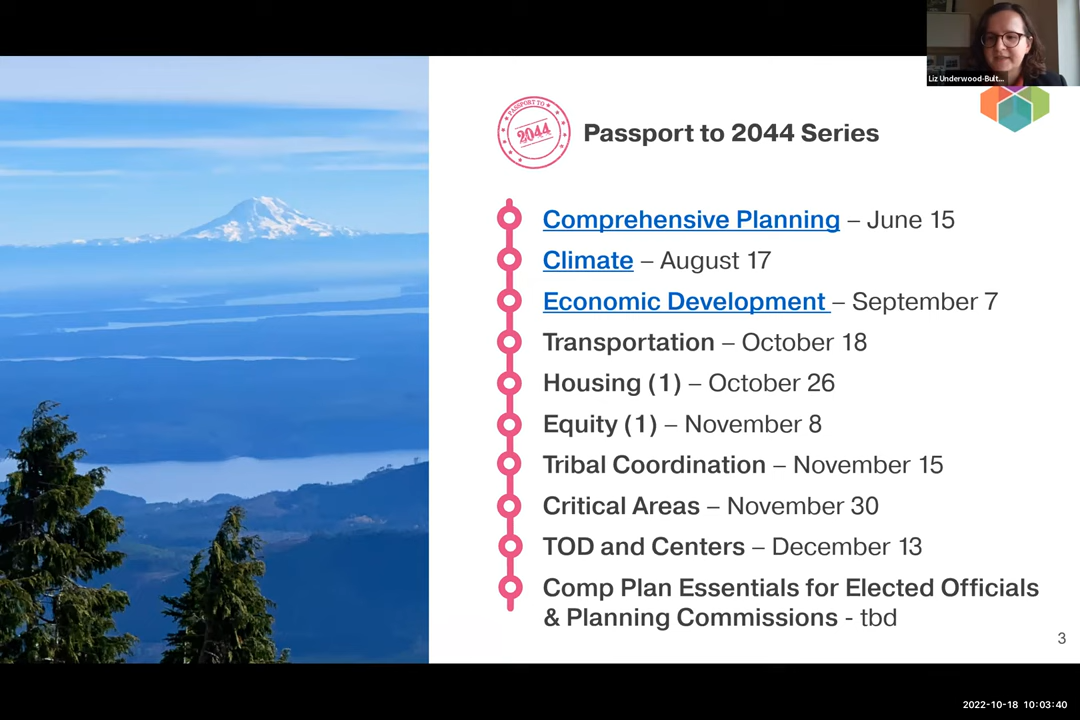 Liz Underwood-Bult...
PASSPORT TO
2044
Passport to 2044 Series
Comprehensive Planning – June 15
Climate – August 17
Economic Development – September 7
Transportation – October 18
Housing (1) – October 26
Equity (1) – November 8
Tribal Coordination – November 15
Critical Areas – November 30
TOD and Centers – December 13
Comp Plan Essentials for Elected Officials
& Planning Commissions - tbd
3
2022-10-18 10:03:40